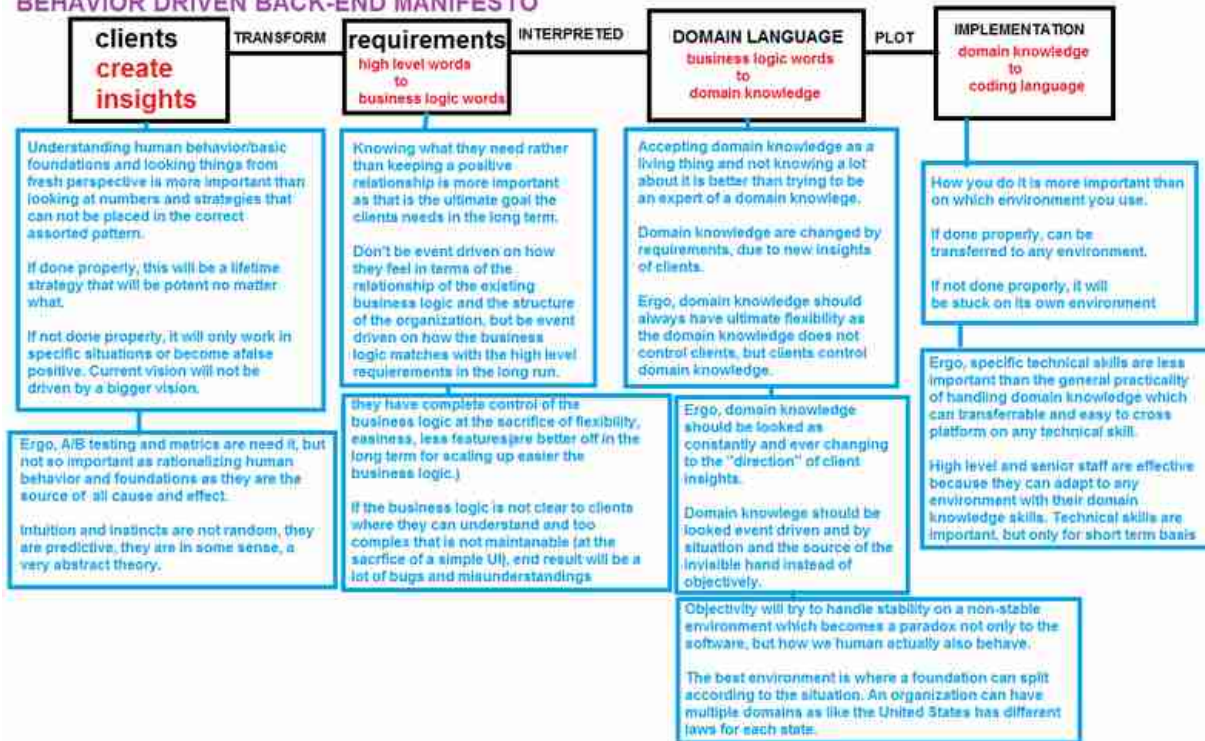 BEHAVIOR DRIVEN BACK-END MANIFESTO
clients
create
insights
TRANSFORM
requirements
high level words
to
business logic words
INTERPRETED
DOMAIN LANGUAGE
business logic words
to
domain knowledge
PLOT
IMPLEMENTATION
domain knowledge
to
coding language
Understanding human behavior/basic
foundations and looking things from
fresh perspective is more important than
looking at numbers and strategies that
can not be placed in the correct
assorted pattern.
If done properly, this will be a lifetime
strategy that will be potent no matter
what.
If not done properly, it will only work in
specific situations or become afalse
positive. Current vision will not be
driven by a bigger vision.
Ergo, A/B testing and metrics are need it, but
not so important as rationalizing human
behavior and foundations as they are the
source of all cause and effect.
Intuition and instincts are not random, they
are predictive, they are in some sense, a
very abstract theory.
Knowing what they need rather
than keeping a positive
relationship is more important
as that is the ultimate goal the
clients needs in the long term.
Don't be event driven on how
they feel in terms of the
relationship of the existing
business logic and the structure
of the organization, but be event
driven on how the business
logic matches with the high level
requierements in the long run.
they have complete control of the
business logic at the sacrifice of flexibility,
easiness, less features(are better off in the
long term for scaling up easier the
business logic.)
If the business logic is not clear to clients
where they can understand and too
complex that is not maintanable (at the
sacrfice of a simple UI), end result will be a
lot of bugs and misunderstandings
Accepting domain knowledge as a
living thing and not knowing a lot
about it is better than trying to be
an expert of a domain knowlege.
Domain knowledge are changed by
requirements, due to new insights
of clients.
Ergo, domain knowledge should
always have ultimate flexibility as
the domain knowledge does not
control clients, but clients control
domain knowledge.
Ergo, domain knowledge
should be looked as
constantly and ever changing
to the "direction" of client
insights.
Domain knowlege should be
looked event driven and by
situation and the source of the
invisible hand instead of
objectively.
Objectivity will try to handle stability on a non-stable
environment which becomes a paradox not only to the
software, but how we human actually also behave.
The best environment is where a foundation can split
according to the situation. An organization can have
multiple domains as like the United States has different
laws for each state.
How you do it is more important than
on which environment you use.
If done properly, can be
transferred to any environment.
If not done properly, it will
be stuck on its own environment
Ergo, specific technical skills are less
important than the general practicality
of handling domain knowledge which
can transferrable and easy to cross
platform on any technical skill.
High level and senior staff are effective
because they can adapt to any
environment with their domain
knowledge skills. Technical skills are
important, but only for short term basis